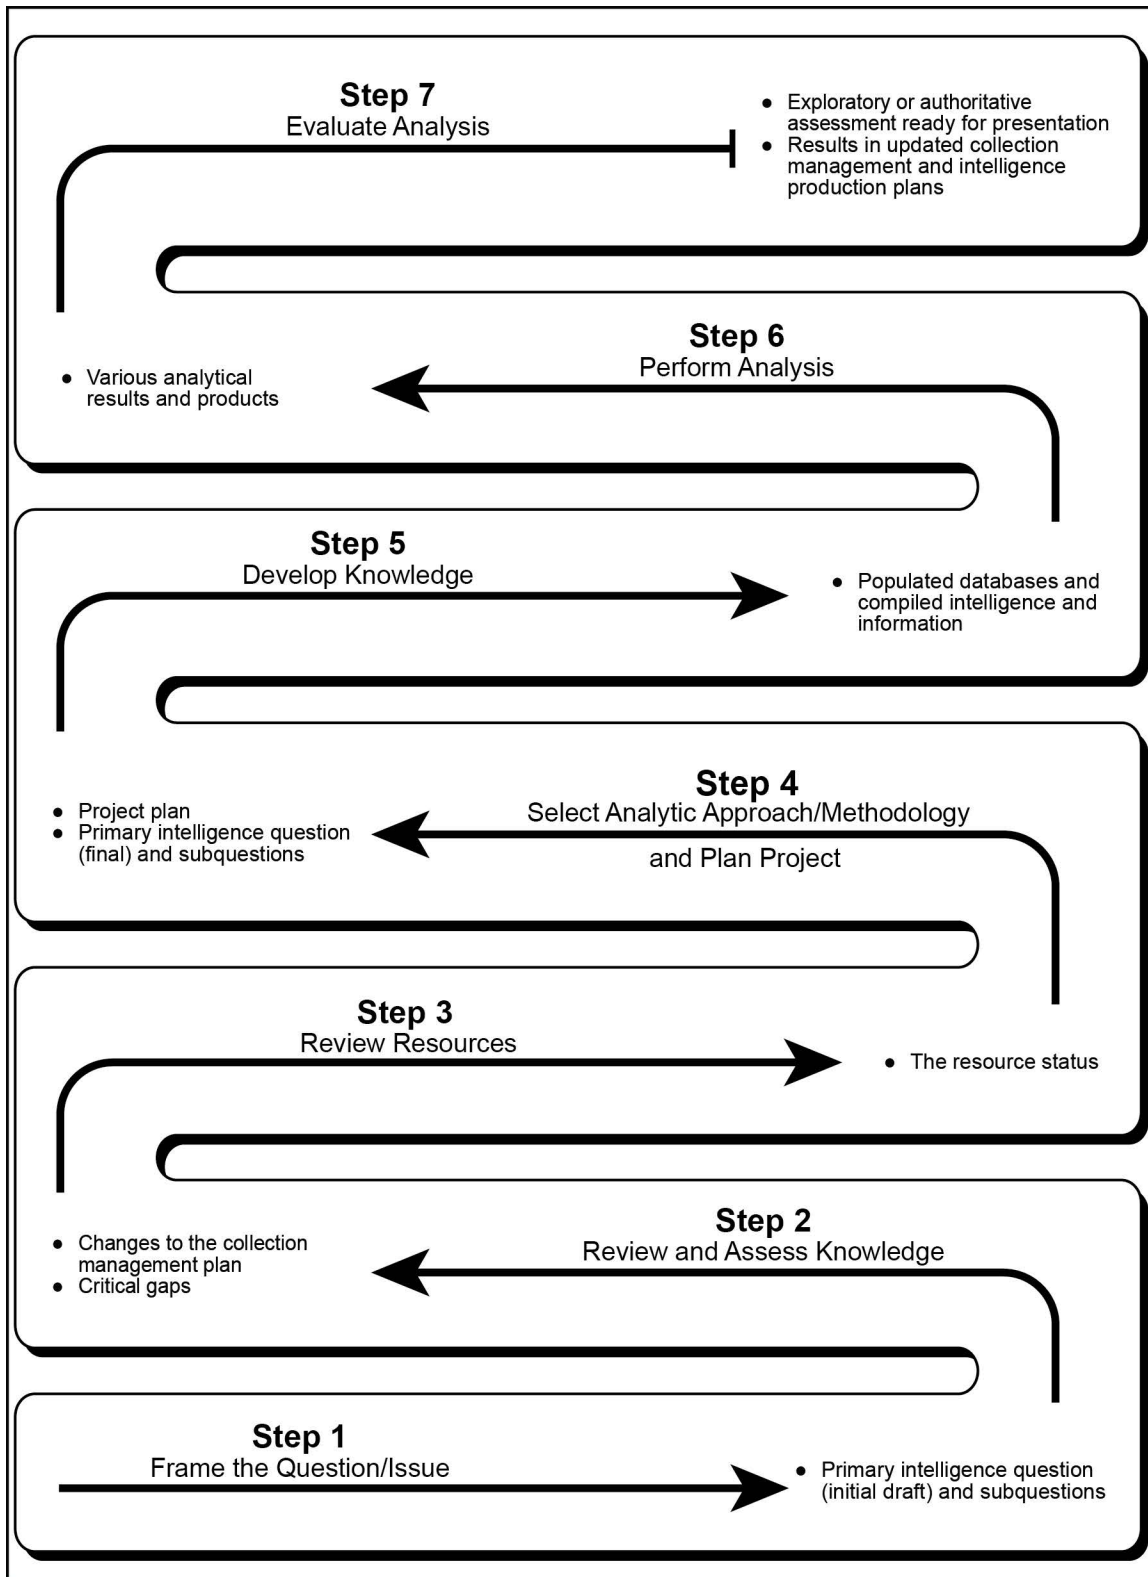 Step 7
Evaluate Analysis
● Exploratory or authoritative
assessment ready for presentation
● Results in updated collection
management and intelligence
production plans
Step 6
Perform Analysis
● Various analytical
results and products
Step 5
Develop Knowledge
● Populated databases and
compiled intelligence and
information
Step 4
Select Analytic Approach/Methodology
and Plan Project
● Project plan
● Primary intelligence question
(final) and subquestions
Step 3
Review Resources
● The resource status
Step 2
Review and Assess Knowledge
● Changes to the collection
management plan
● Critical gaps
Step 1
Frame the Question/Issue
● Primary intelligence question
(initial draft) and subquestions